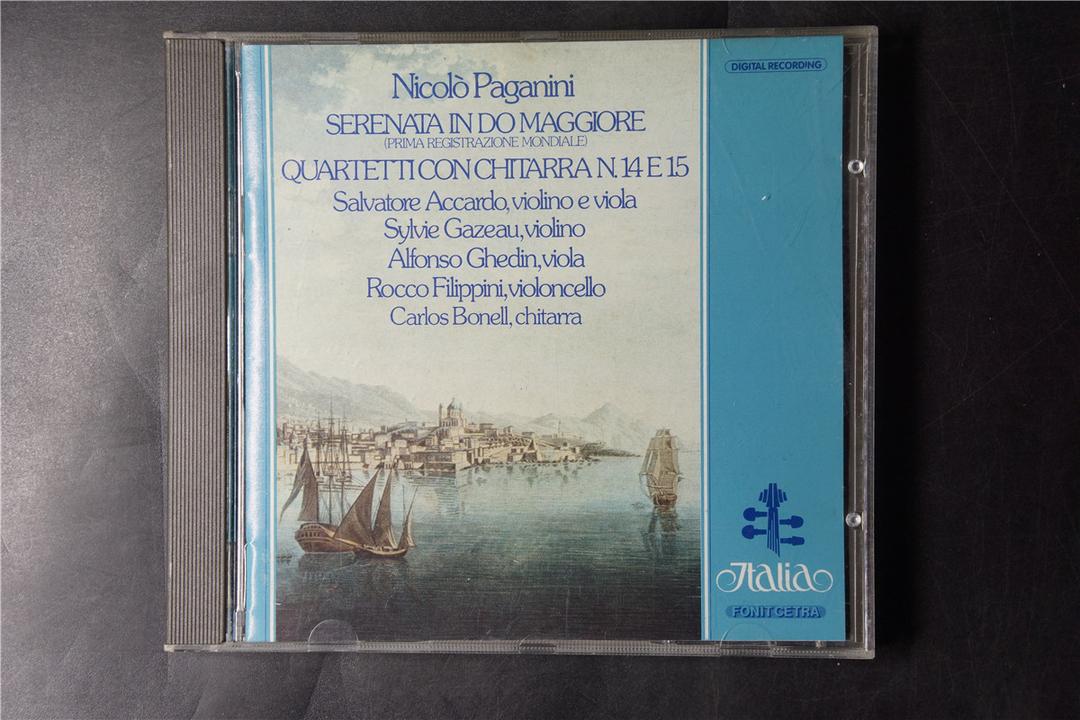 Nicolò Paganini
SERENATA IN DO MAGGIORE
(PRIMA REGISTRAZIONE MONDIALE)
QUARTETTI CON CHITARRA N. 14 E 15
Salvatore Accardo, violino e viola
Sylvie Gazeau, violino
Alfonso Ghedin, viola
Rocco Filippini, violoncello
Carlos Bonell, chitarra
DIGITAL RECORDING
Italia
FONIT CETRA